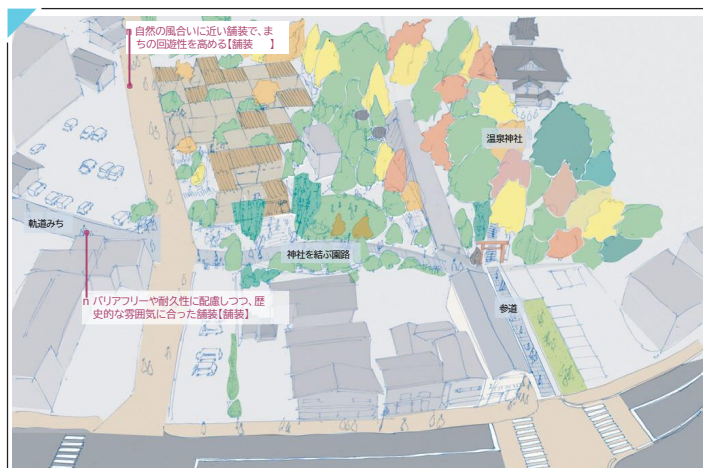 自然の風合いに近い舗装で、ま
ちの回遊性を高める【舗装　】
温泉神社
軌道みち
神社を結ぶ園路
n バリアフリーや耐久性に配慮しつつ、歴
史的な雰囲気に合った舗装【舗装】
参道